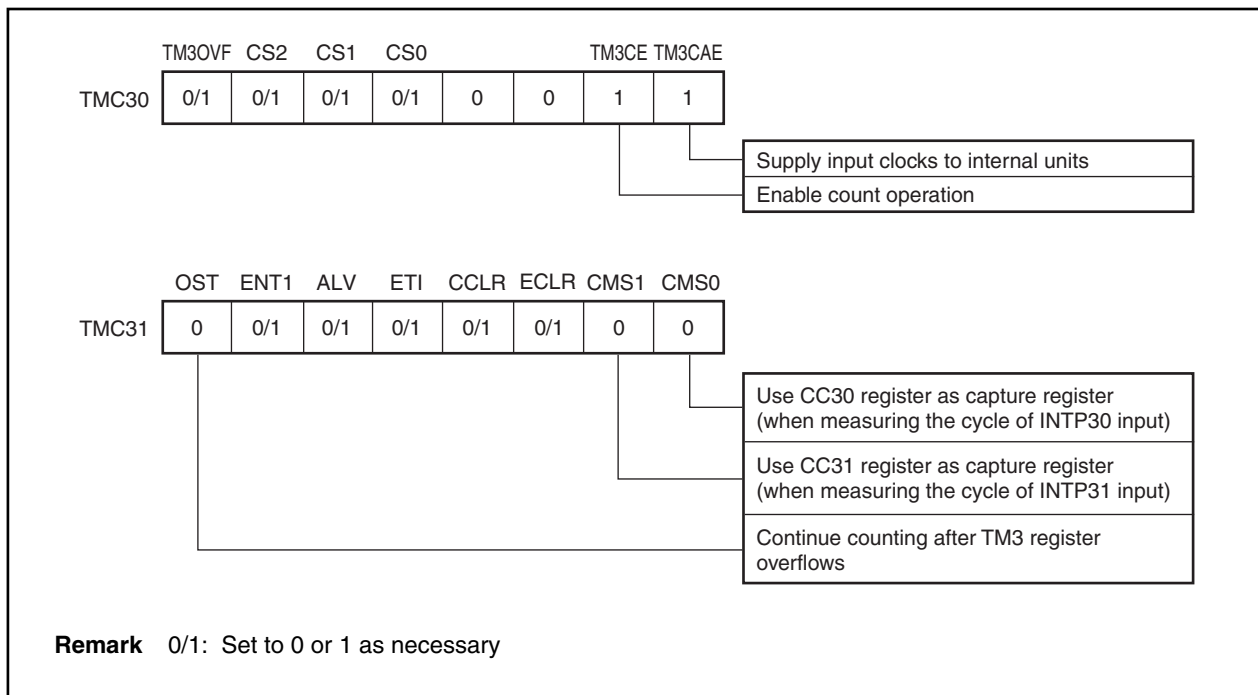 TM3OVF CS2 CS1 CS0 TM3CE TM3CAE
TMC30 0/1 0/1 0/1 0/1 0 0 1 1
Supply input clocks to internal units
Enable count operation
OST ENT1 ALV ETI CCLR ECLR CMS1 CMS0
TMC31 0 0/1 0/1 0/1 0/1 0/1 0 0
Use CC30 register as capture register
(when measuring the cycle of INTP30 input)
Use CC31 register as capture register
(when measuring the cycle of INTP31 input)
Continue counting after TM3 register
overflows
Remark 0/1: Set to 0 or 1 as necessary